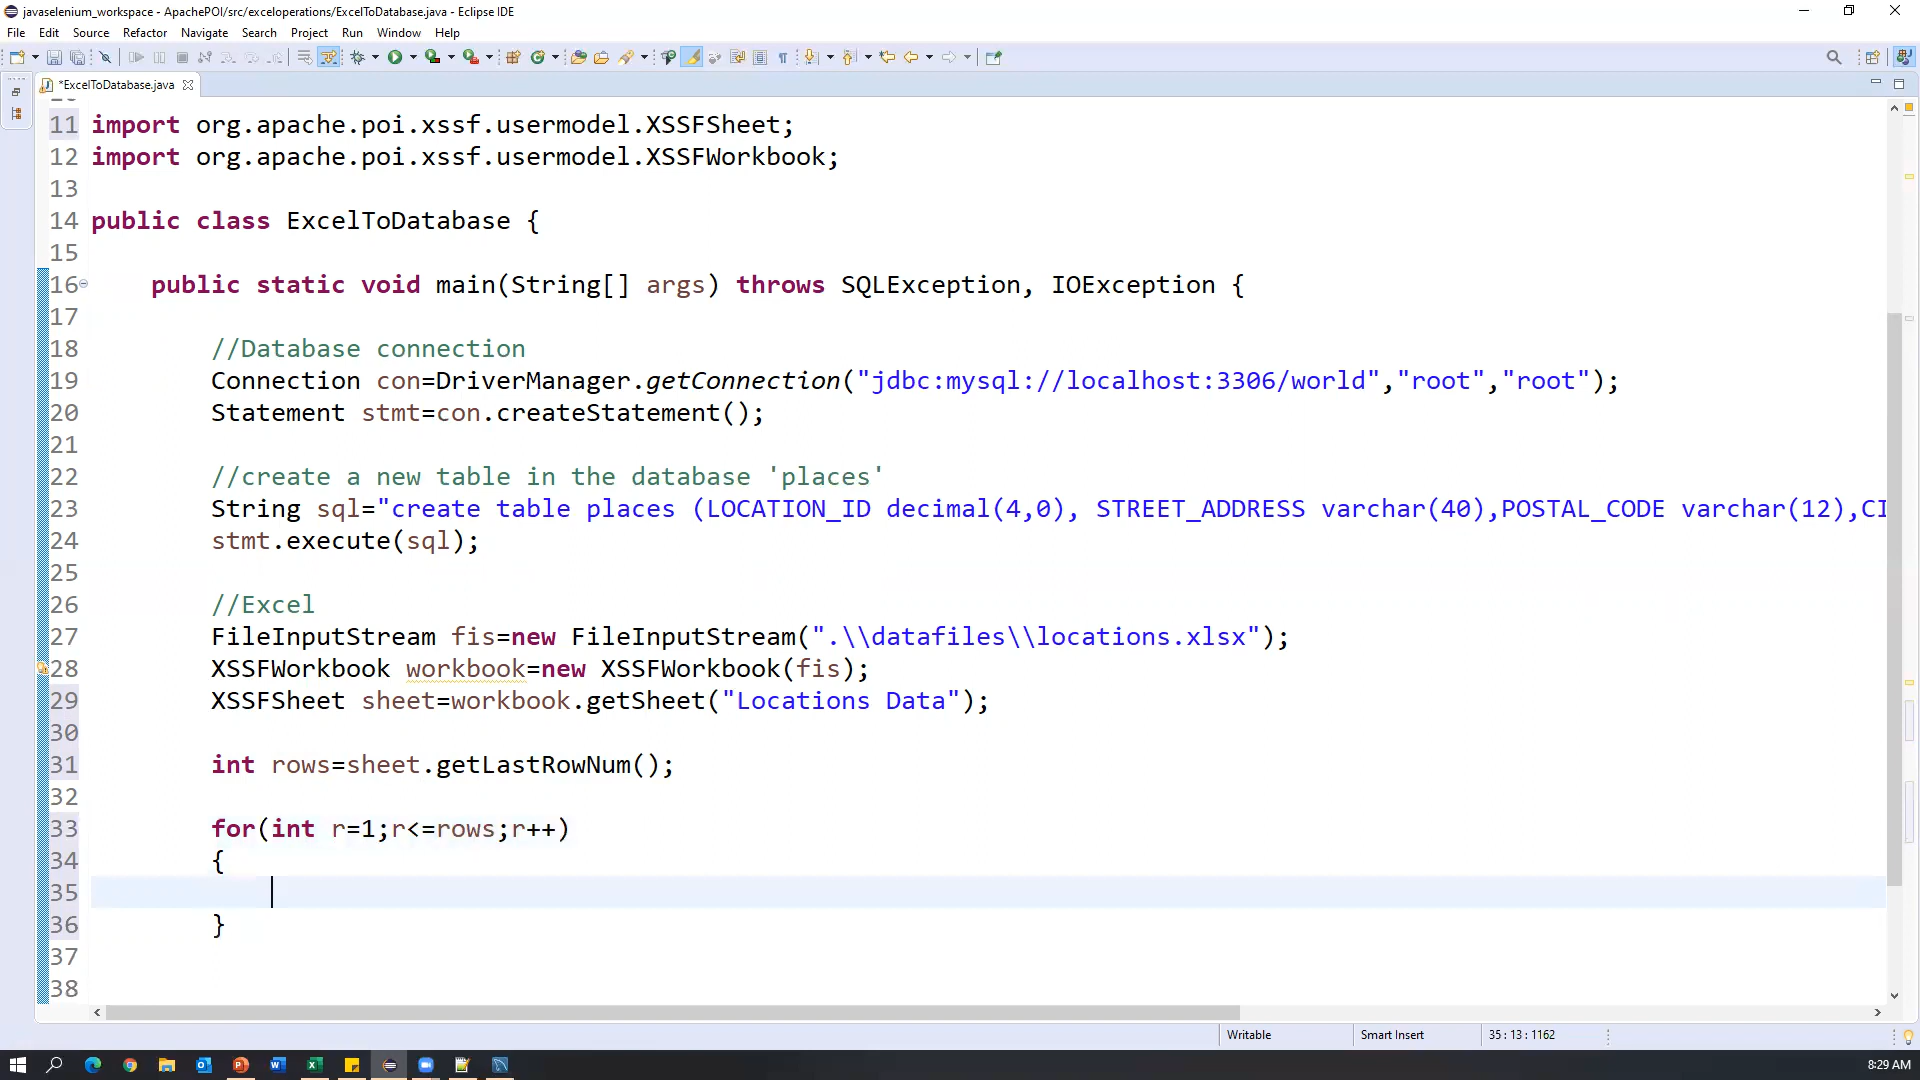 javaselenium_workspace - ApachePOI/src/exceloperations/ExcelToDatabase.java - Eclipse IDE
File Edit Source Refactor Navigate Search Project Run Window Help
*ExcelToDatabase.java
11 import org.apache.poi.xssf.usermodel.XSSFSheet;
12 import org.apache.poi.xssf.usermodel.XSSFWorkbook;
13
14 public class ExcelToDatabase {
15
16 public static void main(String[] args) throws SQLException, IOException {
17
18 //Database connection
19 Connection con=DriverManager.getConnection("jdbc:mysql://localhost:3306/world","root","root");
20 Statement stmt=con.createStatement();
21
22 //create a new table in the database 'places'
23 String sql="create table places (LOCATION_ID decimal(4,0), STREET_ADDRESS varchar(40),POSTAL_CODE varchar(12),CI
24 stmt.execute(sql);
25
26 //Excel
27 FileInputStream fis=new FileInputStream(".\\datafiles\\locations.xlsx");
28 XSSFWorkbook workbook=new XSSFWorkbook(fis);
29 XSSFSheet sheet=workbook.getSheet("Locations Data");
30
31 int rows=sheet.getLastRowNum();
32
33 for(int r=1;r<=rows;r++)
34 {
35
36 }
37
38
Writable Smart Insert 35 : 13 : 1162
8:29 AM